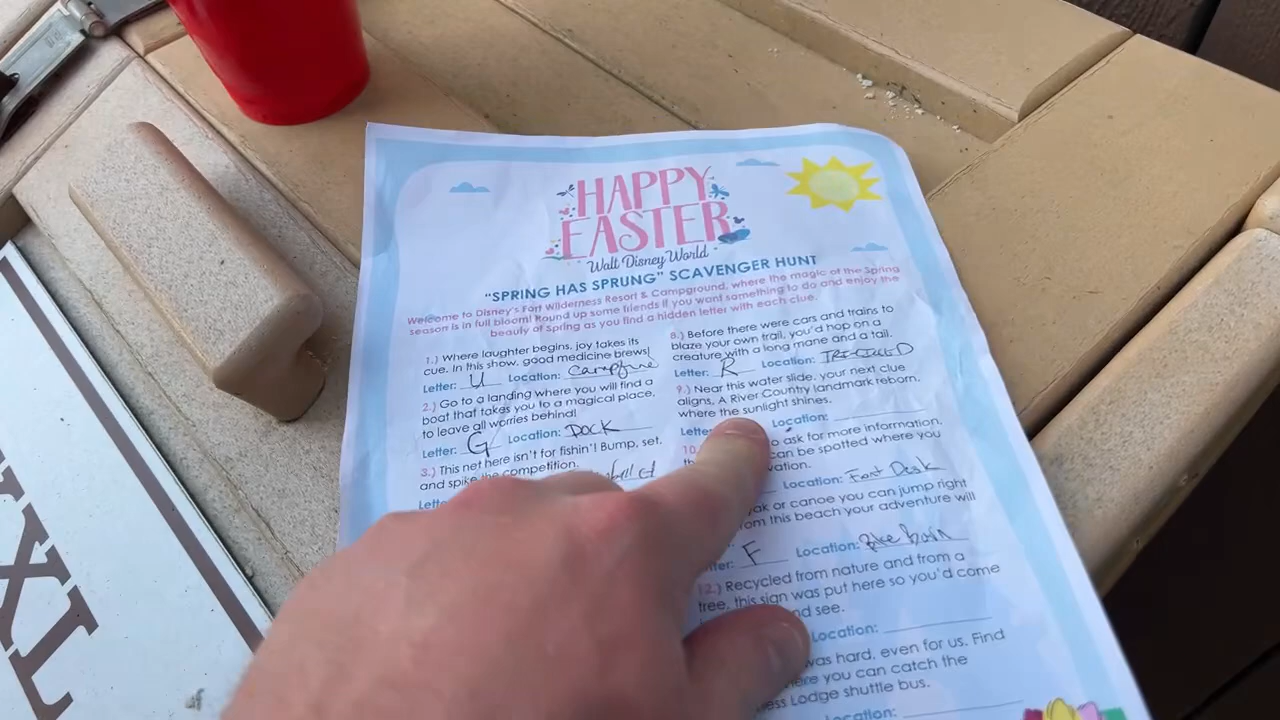 HAPPY
EASTER
Walt Disney World
"SPRING HAS SPRUNG" SCAVENGER HUNT
Welcome to Disney's Fort Wilderness Resort & Campground, where the magic of the Spring
season is in full bloom! Round up some friends if you want something to do and enjoy the
beauty of Spring as you find a hidden letter with each clue.
1.) Where laughter begins, joy takes its
cue. In this show, good medicine brews!
Letter: U Location: Campfire
2.) Go to a landing where you will find a
boat that takes you to a magical place,
to leave all worries behind!
Letter: G Location: DOCK
3.) This net here isn't for fishin'! Bump, set,
and spike the competition.
8.) Before there were cars and trains to
blaze your own trail, you'd hop on a
creature with a long mane and a tail.
Letter: R Location:
9.) Near this water slide, your next clue
aligns. A River Country landmark reborn,
where the sunlight shines.
Letter Location:
10. o ask for more information,
can be spotted where you
vation.
Location: Front Desk
yak or canoe you can jump right
om this beach your adventure will
tter: F Location: Bike Barn
12.) Recycled from nature and from a
tree, this sign was put here so you'd come
nd see.
Location:
was hard, even for us. Find
ere you can catch the
ess Lodge shuttle bus.
Location: